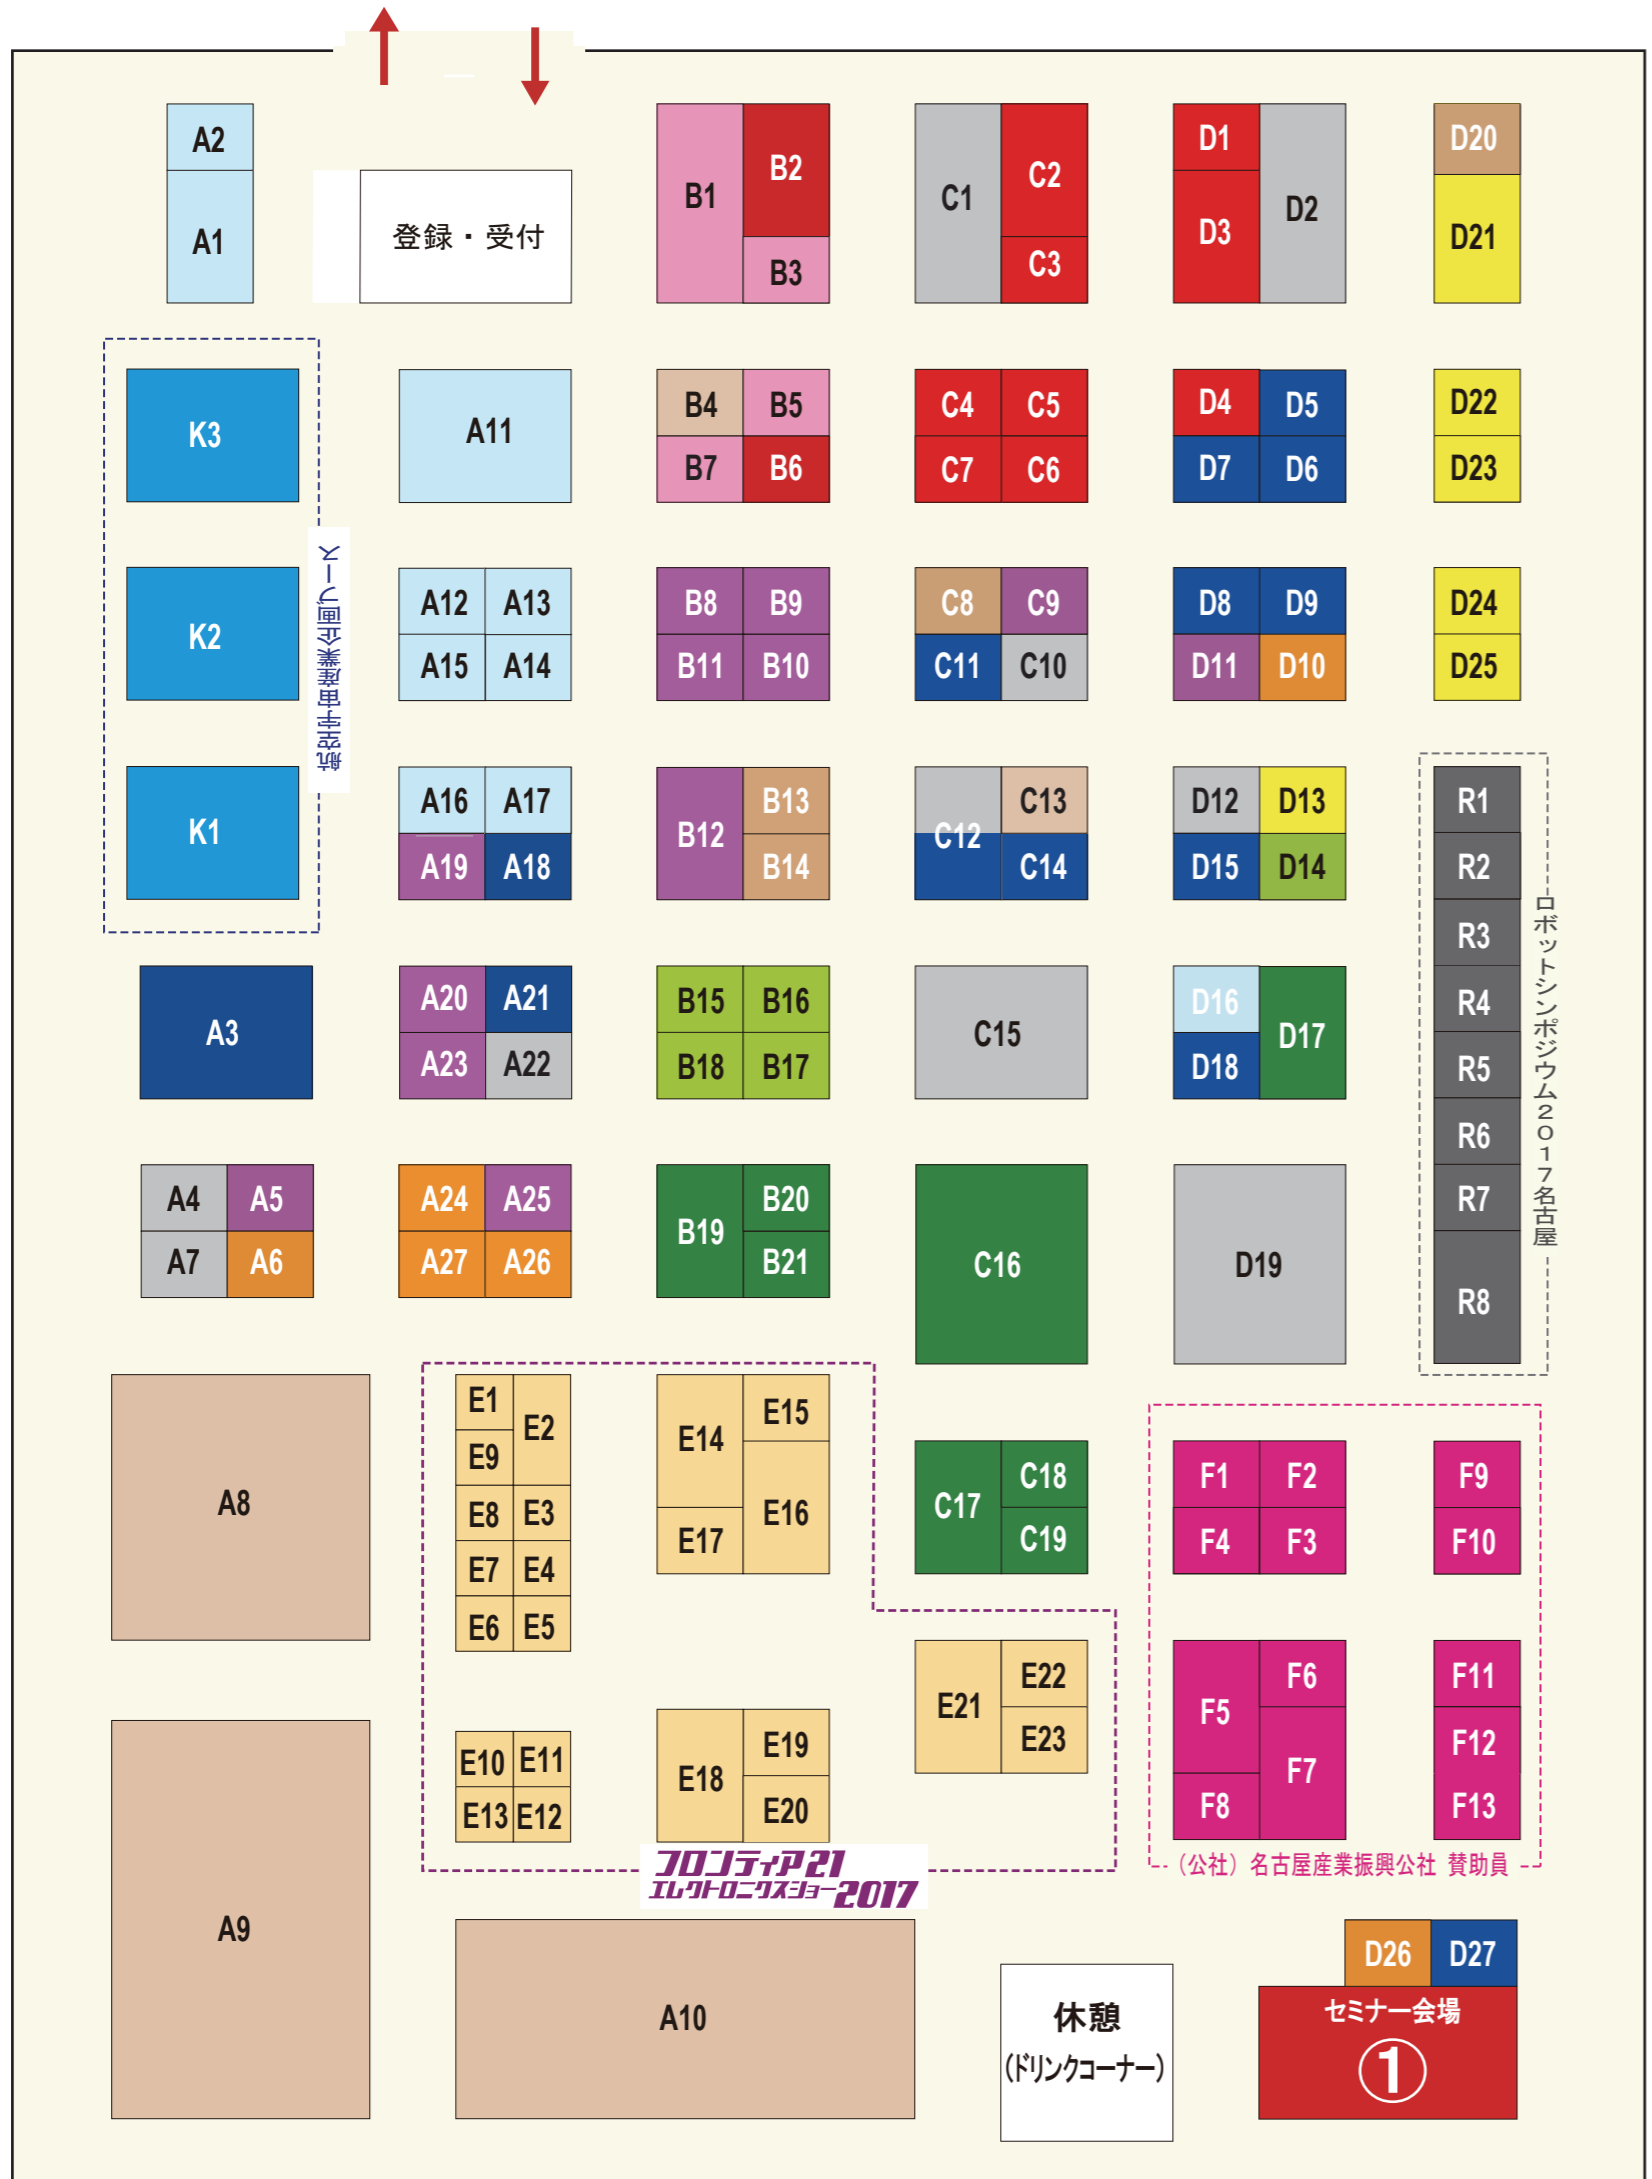 A2
A1
登録・受付
B1
B2
B3
C1
C2
C3
D1
D3
D2
D20
D21
K3
K2
K1
航空宇宙産業企画ブース
A11
B4 B5
B7 B6
C4 C5
C7 C6
D4 D5
D7 D6
D22
D23
A12 A13
A15 A14
B8 B9
B11 B10
C8 C9
C11 C10
D8 D9
D11 D10
D24
D25
A16 A17
A19 A18
B12
B13
B14
C12
C13
C14
D12 D13
D15 D14
R1
R2
R3
R4
R5
R6
R7
R8
ロボットシンポジウム2017名古屋
A3
A20 A21
A23 A22
B15 B16
B18 B17
C15
D16
D18
D17
A4 A5
A7 A6
A24 A25
A27 A26
B19
B20
B21
C16
D19
A8
E1
E2
E9
E8 E3
E7 E4
E6 E5
E14
E15
E16
E17
C17
C18
C19
F1 F2
F4 F3
F9
F10
A9
E10 E11
E13 E12
E18
E19
E20
E21
E22
E23
F5
F6
F7
F8
F11
F12
F13
フロンティア21
エレクトロニクスショー2017
(公社)名古屋産業振興公社 賛助員
A10
休憩
(ドリンクコーナー)
D26 D27
セミナー会場
①